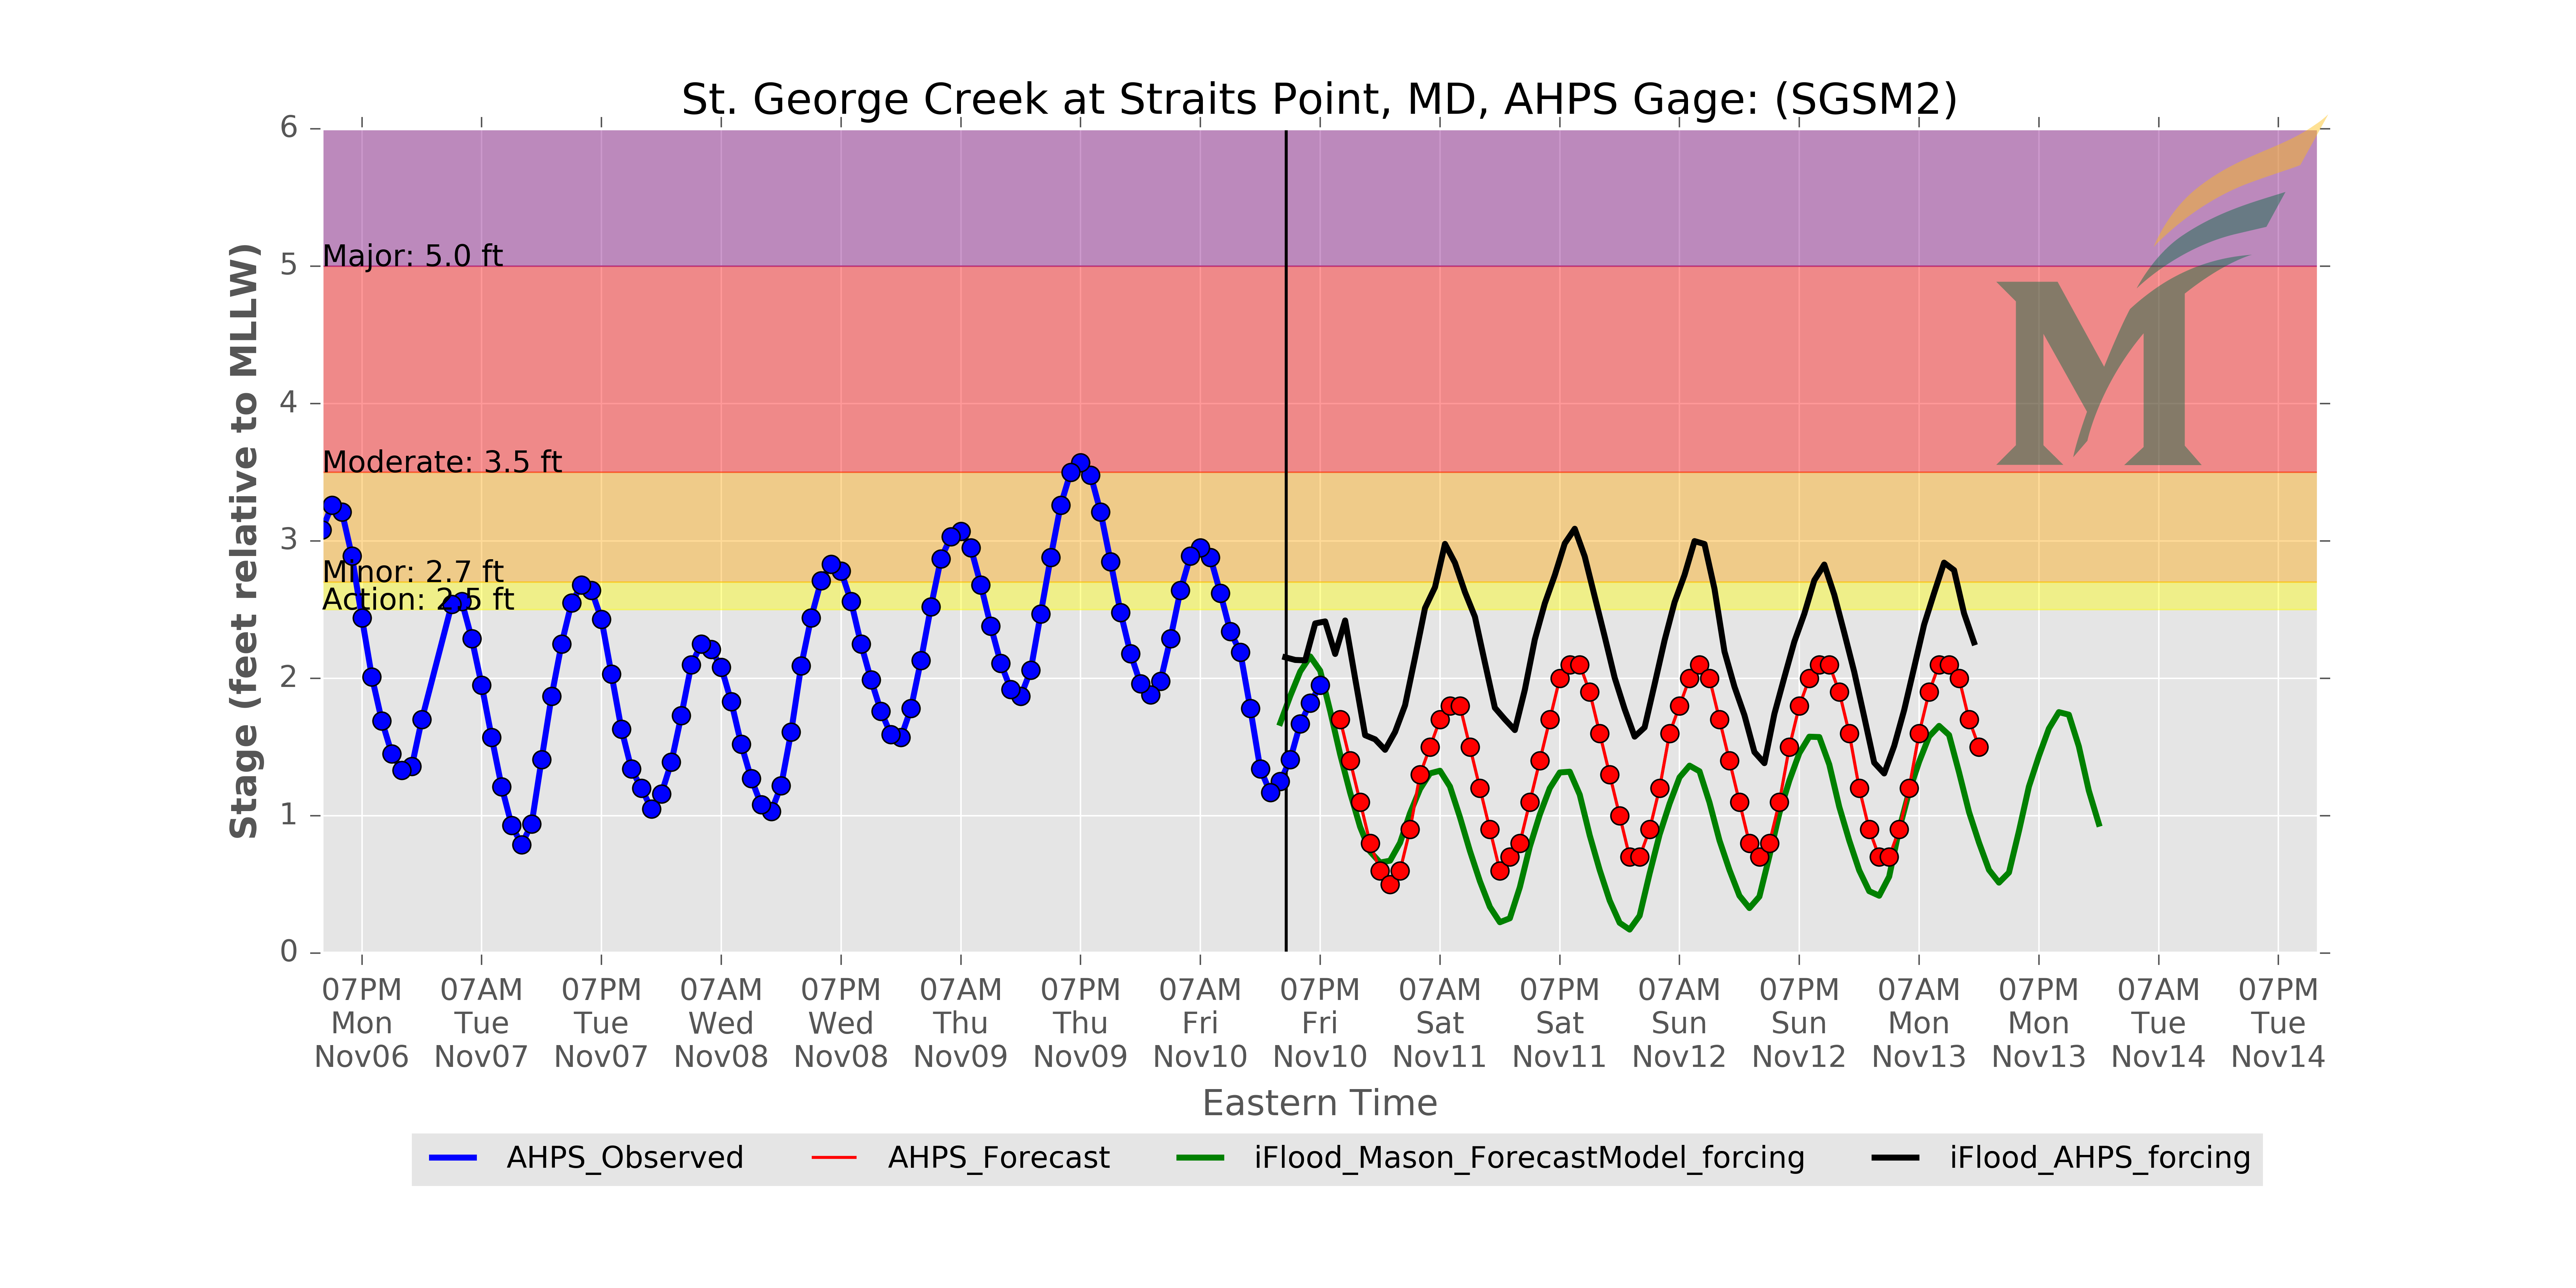 St. George Creek at Straits Point, MD, AHPS Gage: (SGSM2)
Stage (feet relative to MLLW)
6
5
4
3
2
1
0
Major: 5.0 ft
Moderate: 3.5 ft
Minor: 2.7 ft
Action: 2.5 ft
07PM 07AM 07PM 07AM 07PM 07AM 07PM 07AM 07PM 07AM 07PM 07AM 07PM 07AM 07PM 07AM 07PM
Mon Tue Tue Wed Wed Thu Thu Fri Fri Sat Sat Sun Sun Mon Mon Tue Tue
Nov06 Nov07 Nov07 Nov08 Nov08 Nov09 Nov09 Nov10 Nov10 Nov11 Nov11 Nov12 Nov12 Nov13 Nov13 Nov14 Nov14
Eastern Time
AHPS_Observed AHPS_Forecast iFlood_Mason_ForecastModel_forcing iFlood_AHPS_forcing
M